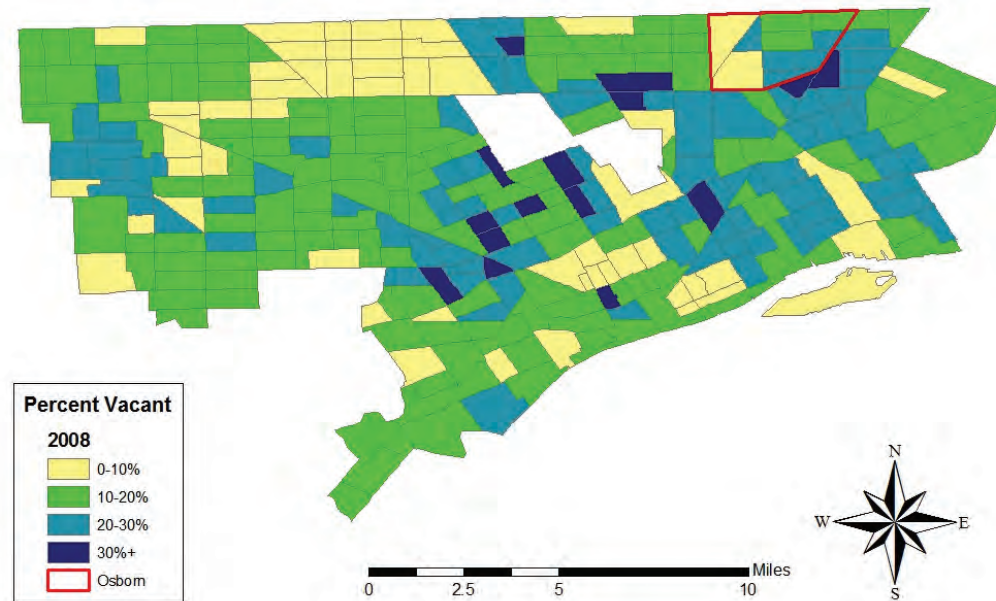 Percent Vacant
2008
0-10%
10-20%
20-30%
30%+
Osborn
N
W
E
S
Miles
0 2.5 5 10